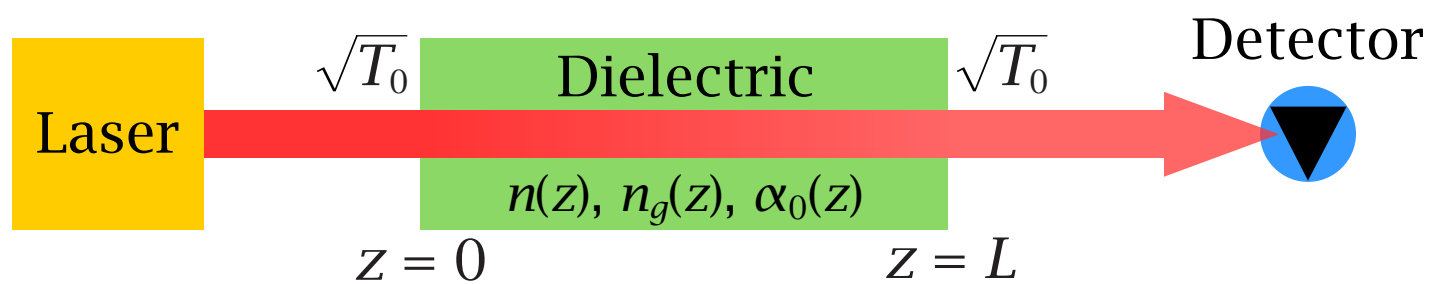 Detector
√T₀
Dielectric
√T₀
Laser
n(z), n_g(z), α₀(z)
z = 0
z = L